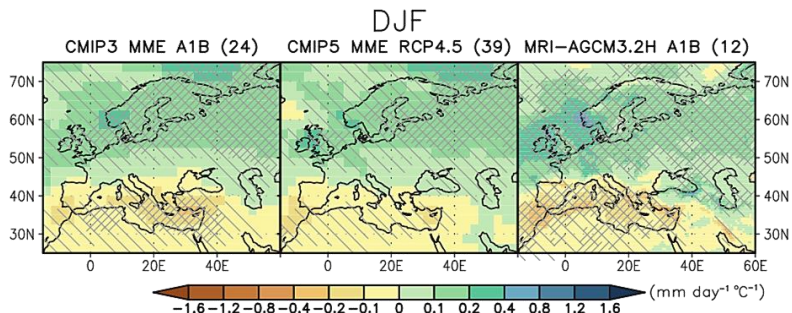 DJF
CMIP3 MME A1B (24) CMIP5 MME RCP4.5 (39) MRI-AGCM3.2H A1B (12)
70N 70N
60N 60N
50N 50N
40N 40N
30N 30N
0 20E 40E 0 20E 40E 0 20E 40E 60E
(mm day⁻¹ °C⁻¹)
-1.6 -1.2 -0.8 -0.4 -0.2 -0.1 0 0.1 0.2 0.4 0.8 1.2 1.6